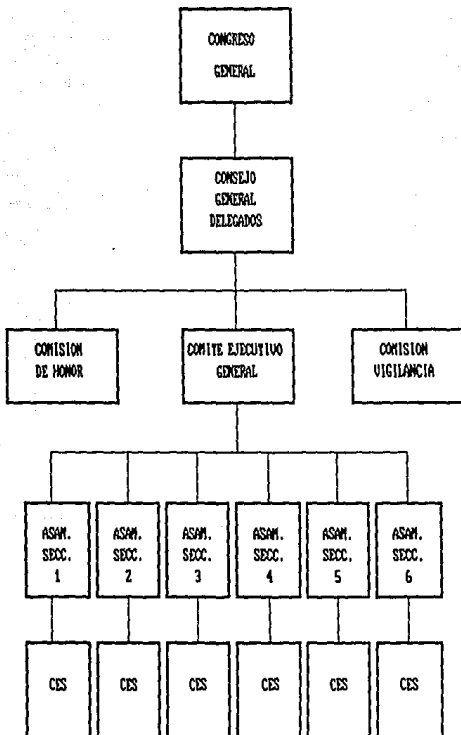 CONGRESO
GENERAL
CONSEJO
GENERAL
DELEGADOS
COMISION
DE HONOR
COMITE EJECUTIVO
GENERAL
COMISION
VIGILANCIA
ASAM.
SECC.
1
ASAM.
SECC.
2
ASAM.
SECC.
3
ASAM.
SECC.
4
ASAM.
SECC.
5
ASAM.
SECC.
6
CES
CES
CES
CES
CES
CES